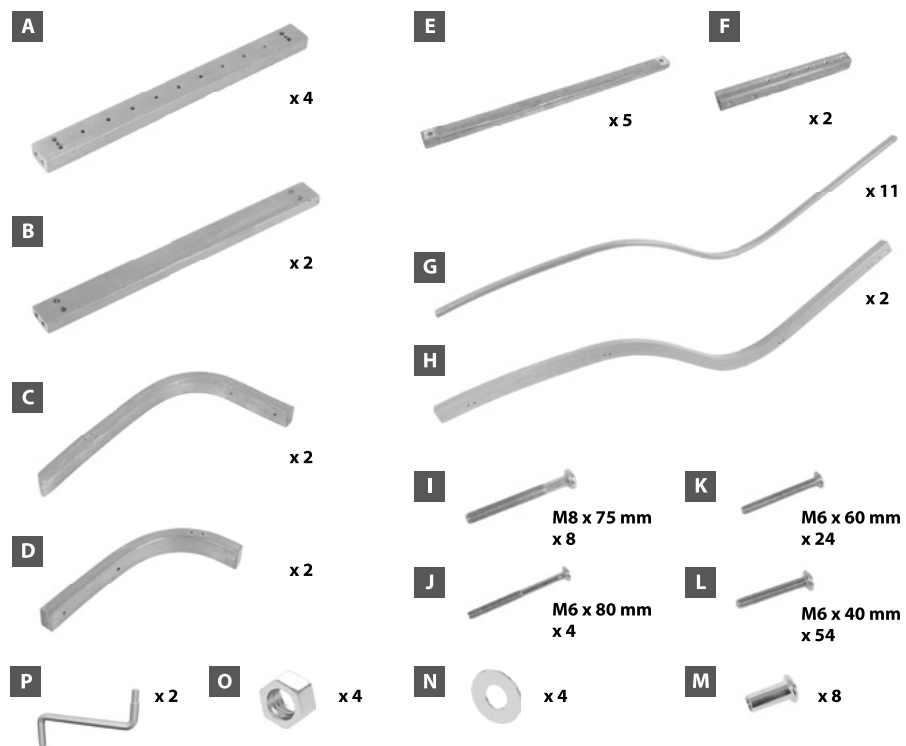 A
x 4
B
x 2
C
x 2
D
x 2
E
x 5
F
x 2
G
x 11
H
x 2
I
M8 x 75 mm
x 8
J
M6 x 80 mm
x 4
K
M6 x 60 mm
x 24
L
M6 x 40 mm
x 54
P
x 2
O
x 4
N
x 4
M
x 8